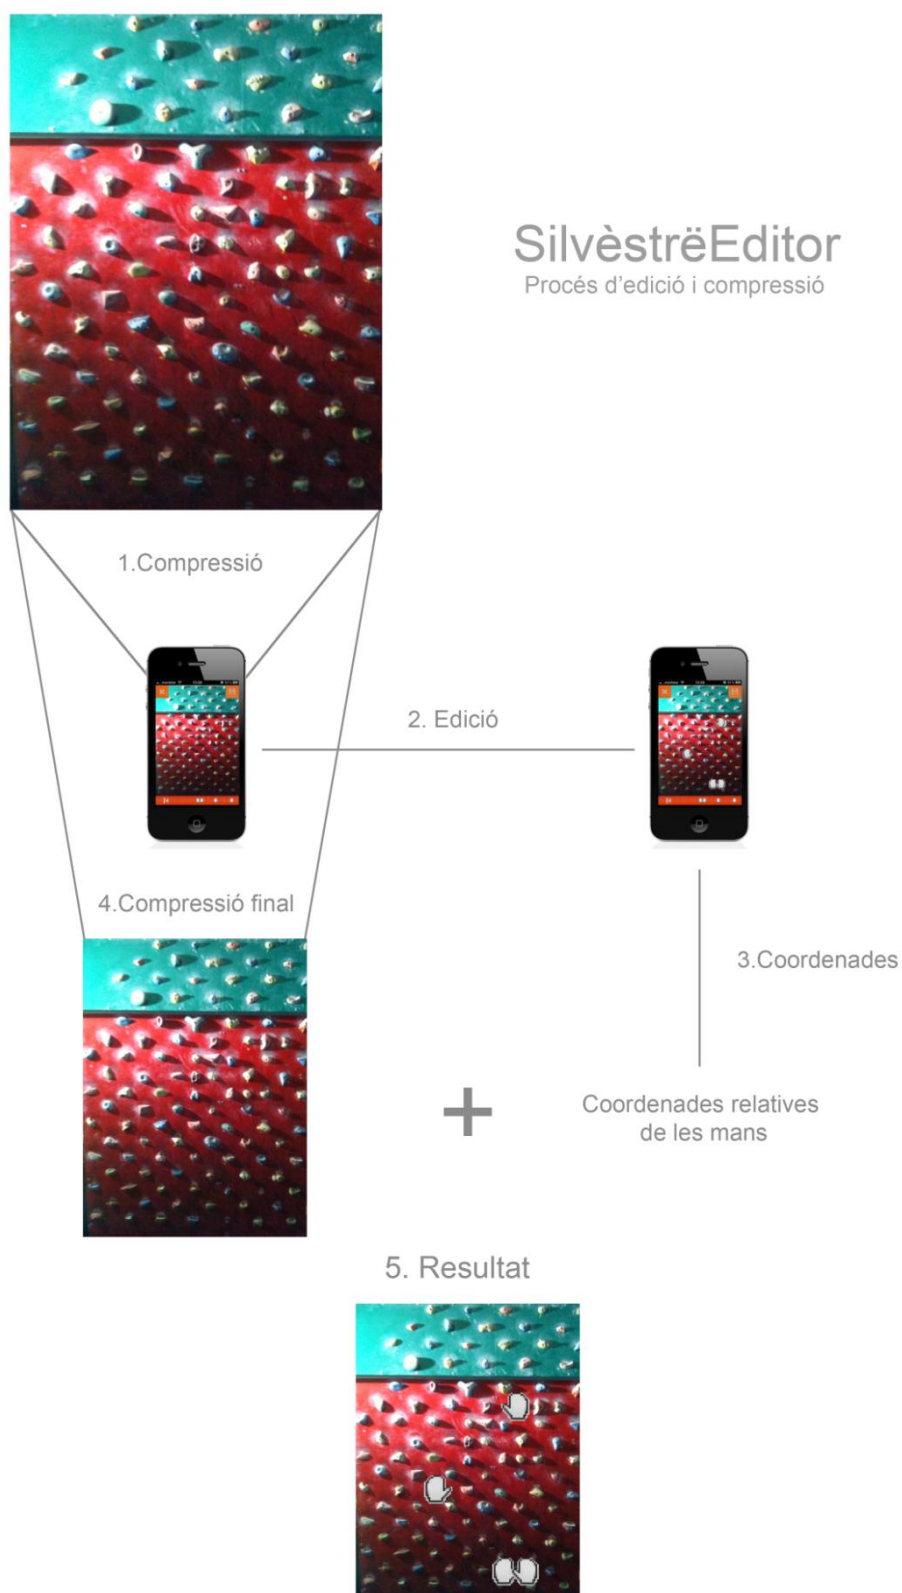 SilvèstrëEditor
Procés d'edició i compressió
1.Compressió
2. Edició
4.Compressió final
3.Coordenades
Coordenades relatives
de les mans
5. Resultat